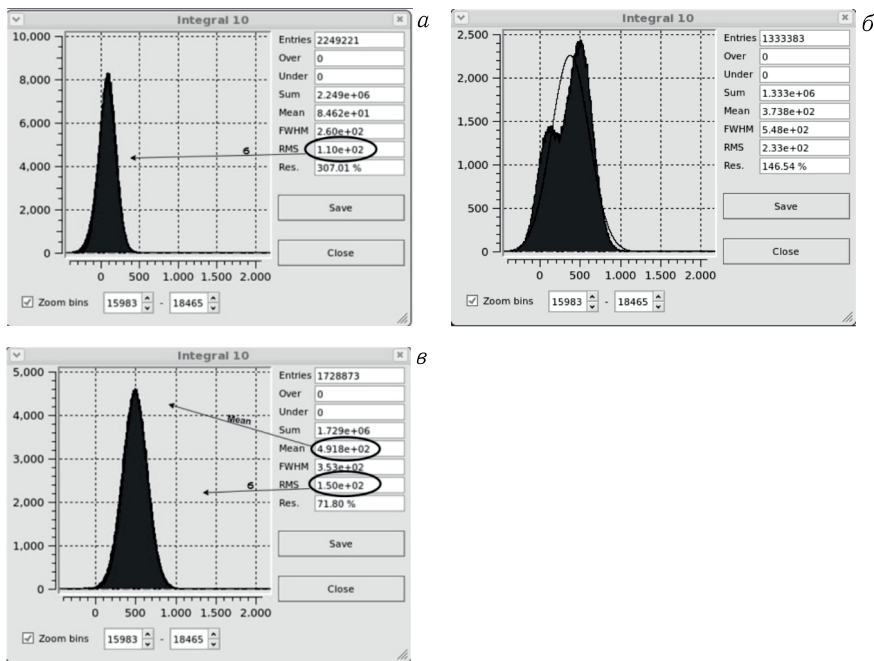 Integral 10
а
10,000
8,000
6,000
4,000
2,000
0
0 500 1.000 1.500 2.000
Entries 2249221
Over 0
Under 0
Sum 2.249e+06
Mean 8.462e+01
FWHM 2.60e+02
RMS 1.10e+02
Res. 307.01 %
б
Save
Close
Zoom bins 15983 - 18465
Integral 10
б
2,500
2,000
1,500
1,000
500
0
0 500 1.000 1.500 2.000
Entries 1333383
Over 0
Under 0
Sum 1.333e+06
Mean 3.738e+02
FWHM 5.48e+02
RMS 2.33e+02
Res. 146.54 %
Save
Close
Zoom bins 15983 - 18465
Integral 10
в
5,000
4,000
3,000
2,000
1,000
0
0 500 1.000 1.500 2.000
Entries 1728873
Over 0
Under 0
Sum 1.729e+06
Mean 4.918e+02
FWHM 3.53e+02
RMS 1.50e+02
Res. 71.80 %
Mean
б
Save
Close
Zoom bins 15983 - 18465